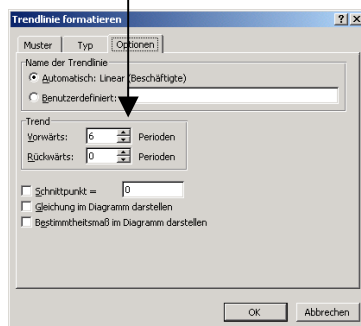 Trendlinie formatieren
Muster Typ Optionen
Name der Trendlinie
Automatisch: Linear (Beschäftigte)
Benutzerdefiniert:
Trend
Vorwärts: 6 Perioden
Rückwärts: 0 Perioden
Schnittpunkt = 0
Gleichung im Diagramm darstellen
Bestimmtheitsmaß im Diagramm darstellen
OK Abbrechen